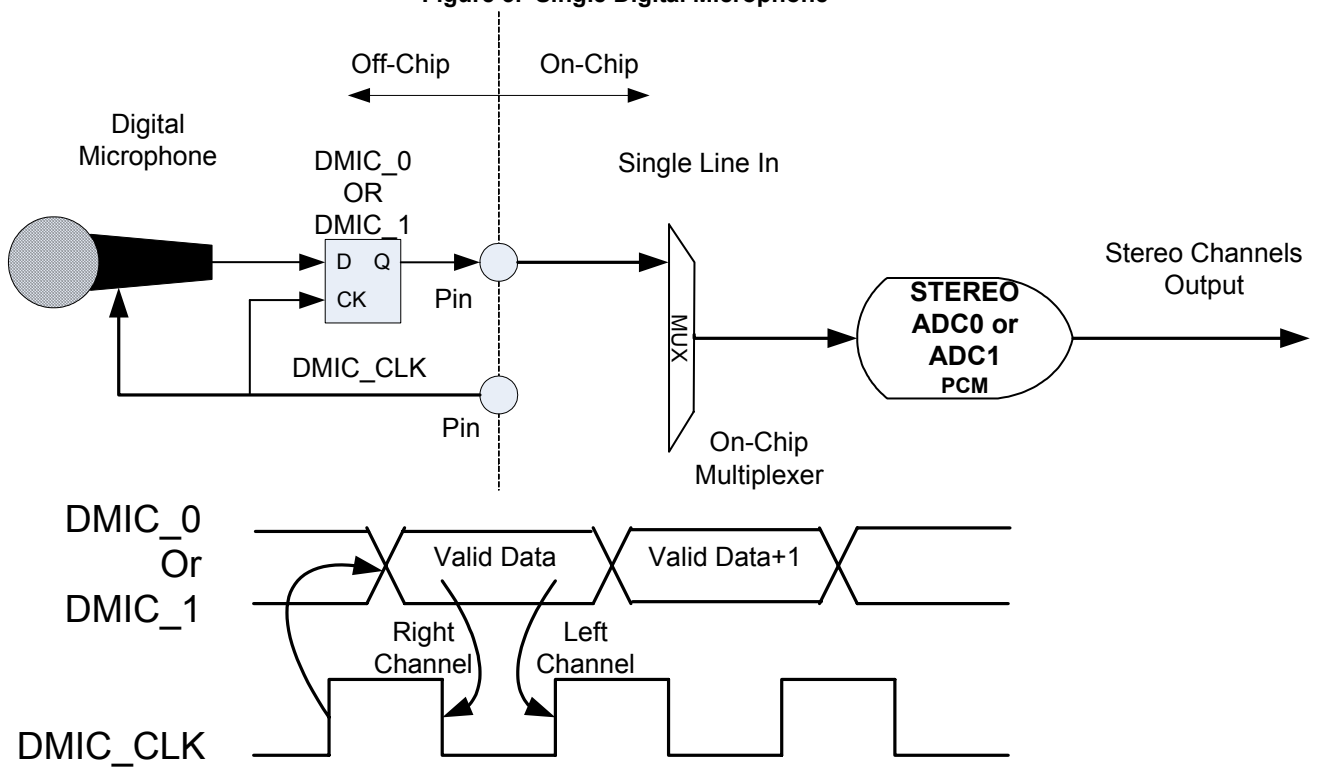 Figure 3. Single Digital Microphone
Off-Chip
On-Chip
Digital
Microphone
DMIC_0
OR
DMIC_1
Single Line In
D Q
CK
Pin
DMIC_CLK
Pin
MUX
On-Chip
Multiplexer
STEREO
ADC0 or
ADC1
PCM
Stereo Channels
Output
DMIC_0
Or
DMIC_1
Valid Data
Valid Data+1
Right
Channel
Left
Channel
DMIC_CLK